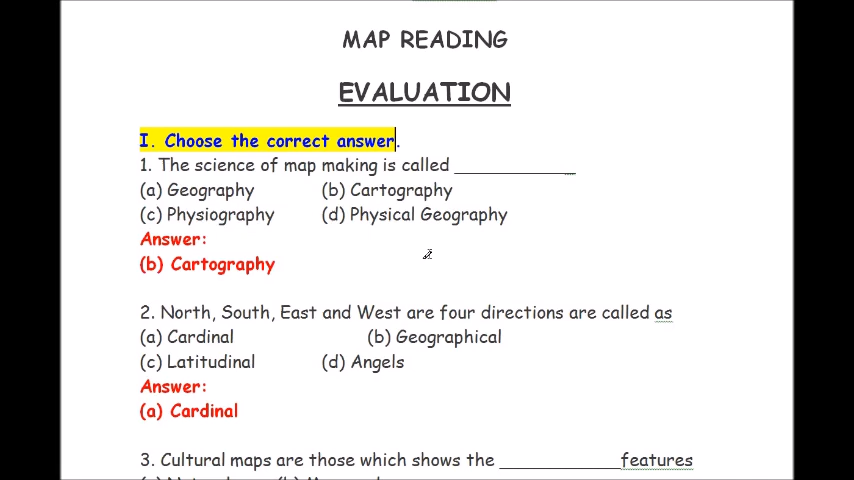 MAP READING
EVALUATION
I. Choose the correct answer.
1. The science of map making is called ____________
(a) Geography (b) Cartography
(c) Physiography (d) Physical Geography
Answer:
(b) Cartography
2. North, South, East and West are four directions are called as
(a) Cardinal (b) Geographical
(c) Latitudinal (d) Angels
Answer:
(a) Cardinal
3. Cultural maps are those which shows the ____________features